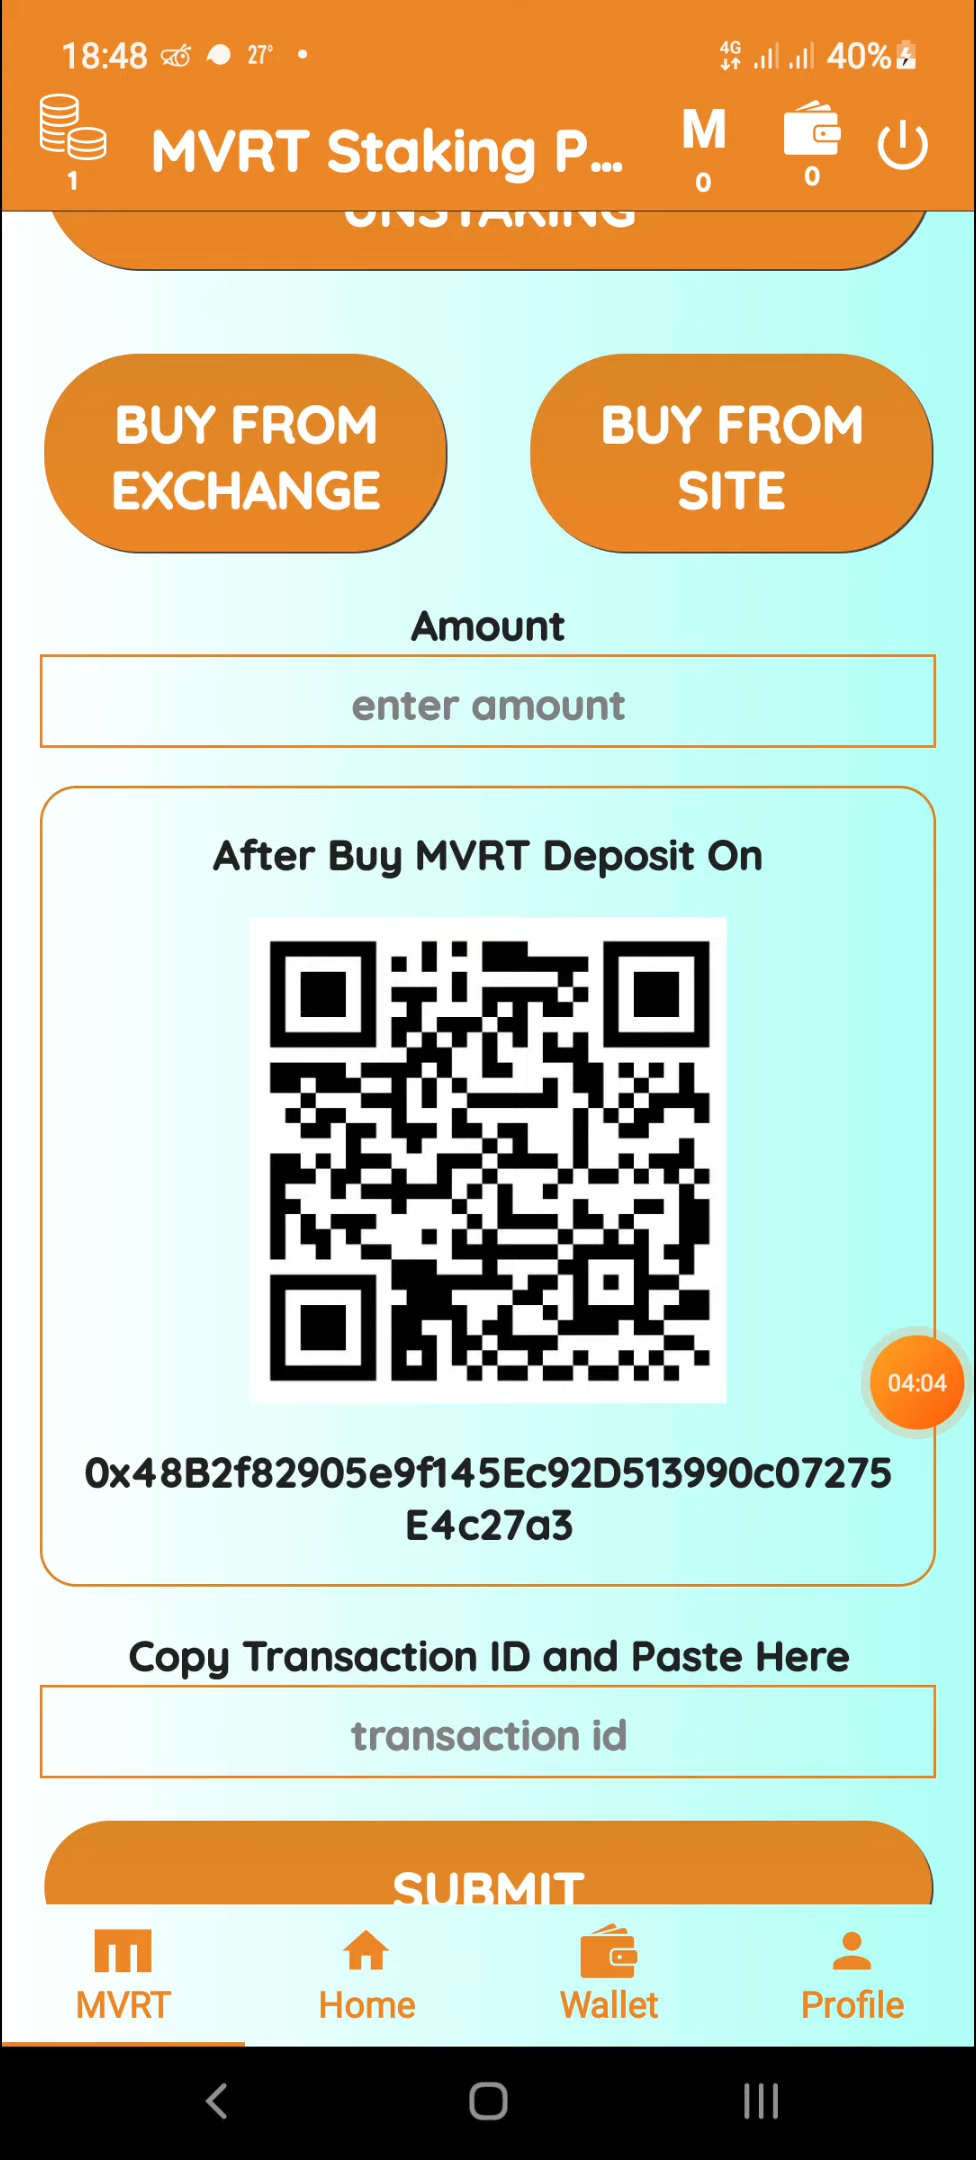 18:48 27° 4G 40%
1 MVRT Staking P... M 0 0
UNSTAKING
BUY FROM EXCHANGE
BUY FROM SITE
Amount
enter amount
After Buy MVRT Deposit On
0x48B2f82905e9f145Ec92D513990c07275
E4c27a3
04:04
Copy Transaction ID and Paste Here
transaction id
SUBMIT
MVRT Home Wallet Profile